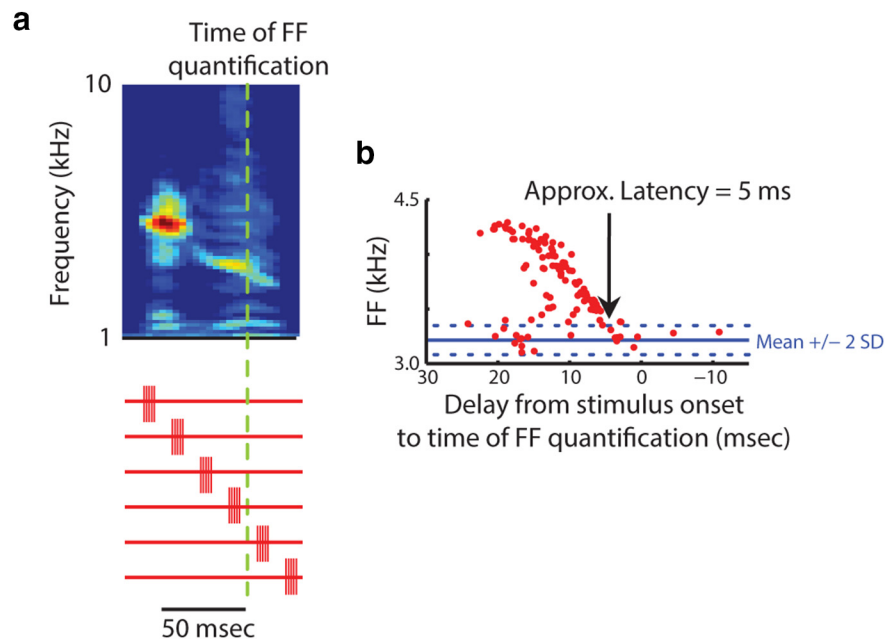 a
Time of FF
quantification
10
Frequency (kHz)
1
50 msec
b
Approx. Latency = 5 ms
4.5
FF (kHz)
3.0
Mean +/− 2 SD
30 20 10 0 −10
Delay from stimulus onset
to time of FF quantification (msec)